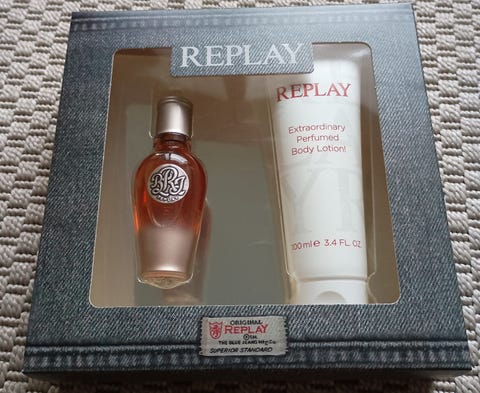 REPLAY
REPLAY
Extraordinary
Perfumed
Body Lotion!
100 ml e 3.4 FL. OZ.
ORIGINAL
REPLAY
THE BLUE JEANS Mfg. Co.
SUPERIOR STANDARD